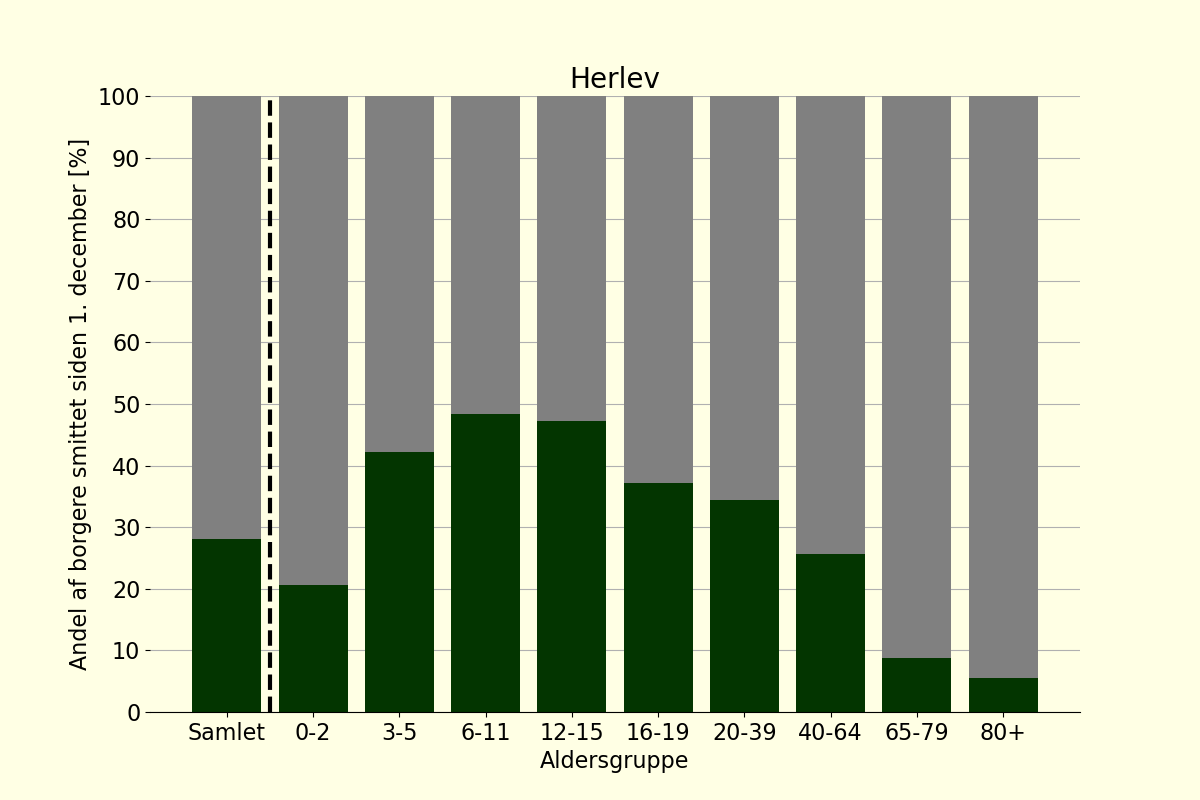 Herlev
Andel af borgere smittet siden 1. december [%]
100
90
80
70
60
50
40
30
20
10
0
Samlet 0-2 3-5 6-11 12-15 16-19 20-39 40-64 65-79 80+
Aldersgruppe